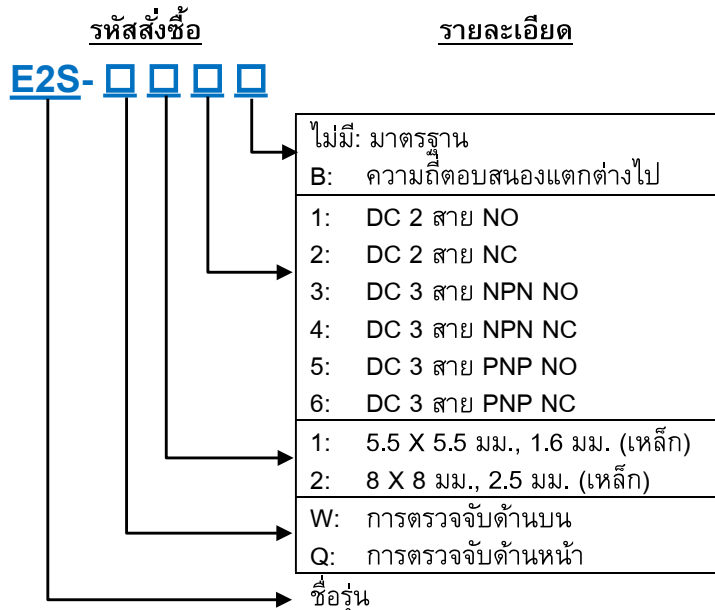 รหัสสั่งซื้อ รายละเอียด
E2S- □ □ □ □
ไม่มี: มาตรฐาน
B: ความถี่ตอบสนองแตกต่างไป
1: DC 2 สาย NO
2: DC 2 สาย NC
3: DC 3 สาย NPN NO
4: DC 3 สาย NPN NC
5: DC 3 สาย PNP NO
6: DC 3 สาย PNP NC
1: 5.5 X 5.5 มม., 1.6 มม. (เหล็ก)
2: 8 X 8 มม., 2.5 มม. (เหล็ก)
W: การตรวจจับด้านบน
Q: การตรวจจับด้านหน้า
ชื่อรุ่น